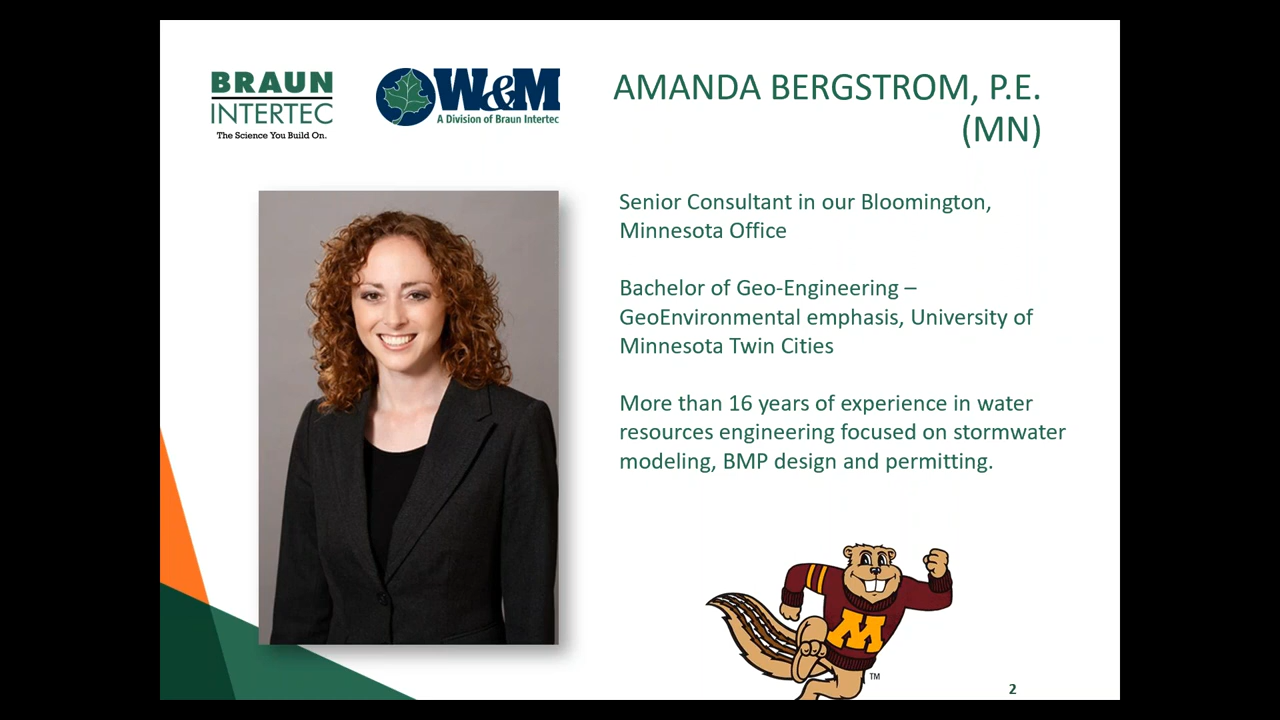 BRAUN
INTERTEC
The Science You Build On.
W&M
A Division of Braun Intertec
AMANDA BERGSTROM, P.E.
(MN)
Senior Consultant in our Bloomington,
Minnesota Office
Bachelor of Geo-Engineering –
GeoEnvironmental emphasis, University of
Minnesota Twin Cities
More than 16 years of experience in water
resources engineering focused on stormwater
modeling, BMP design and permitting.
M
TM
2